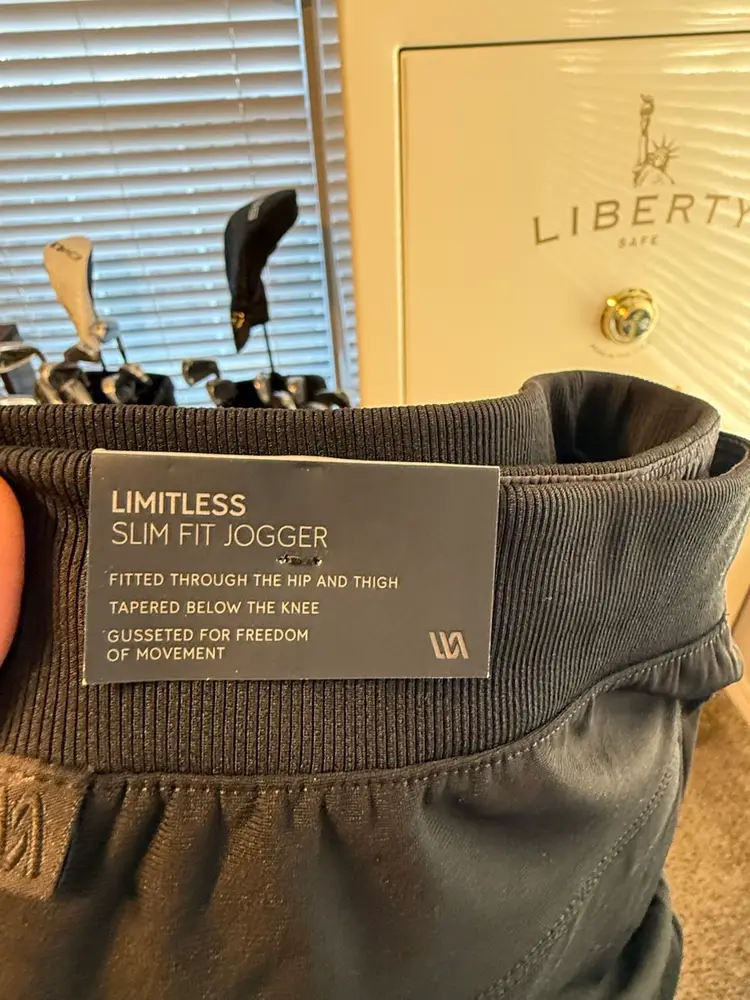 LIBERTY
SAFE
LIMITLESS
SLIM FIT JOGGER
FITTED THROUGH THE HIP AND THIGH
TAPERED BELOW THE KNEE
GUSSETED FOR FREEDOM
OF MOVEMENT